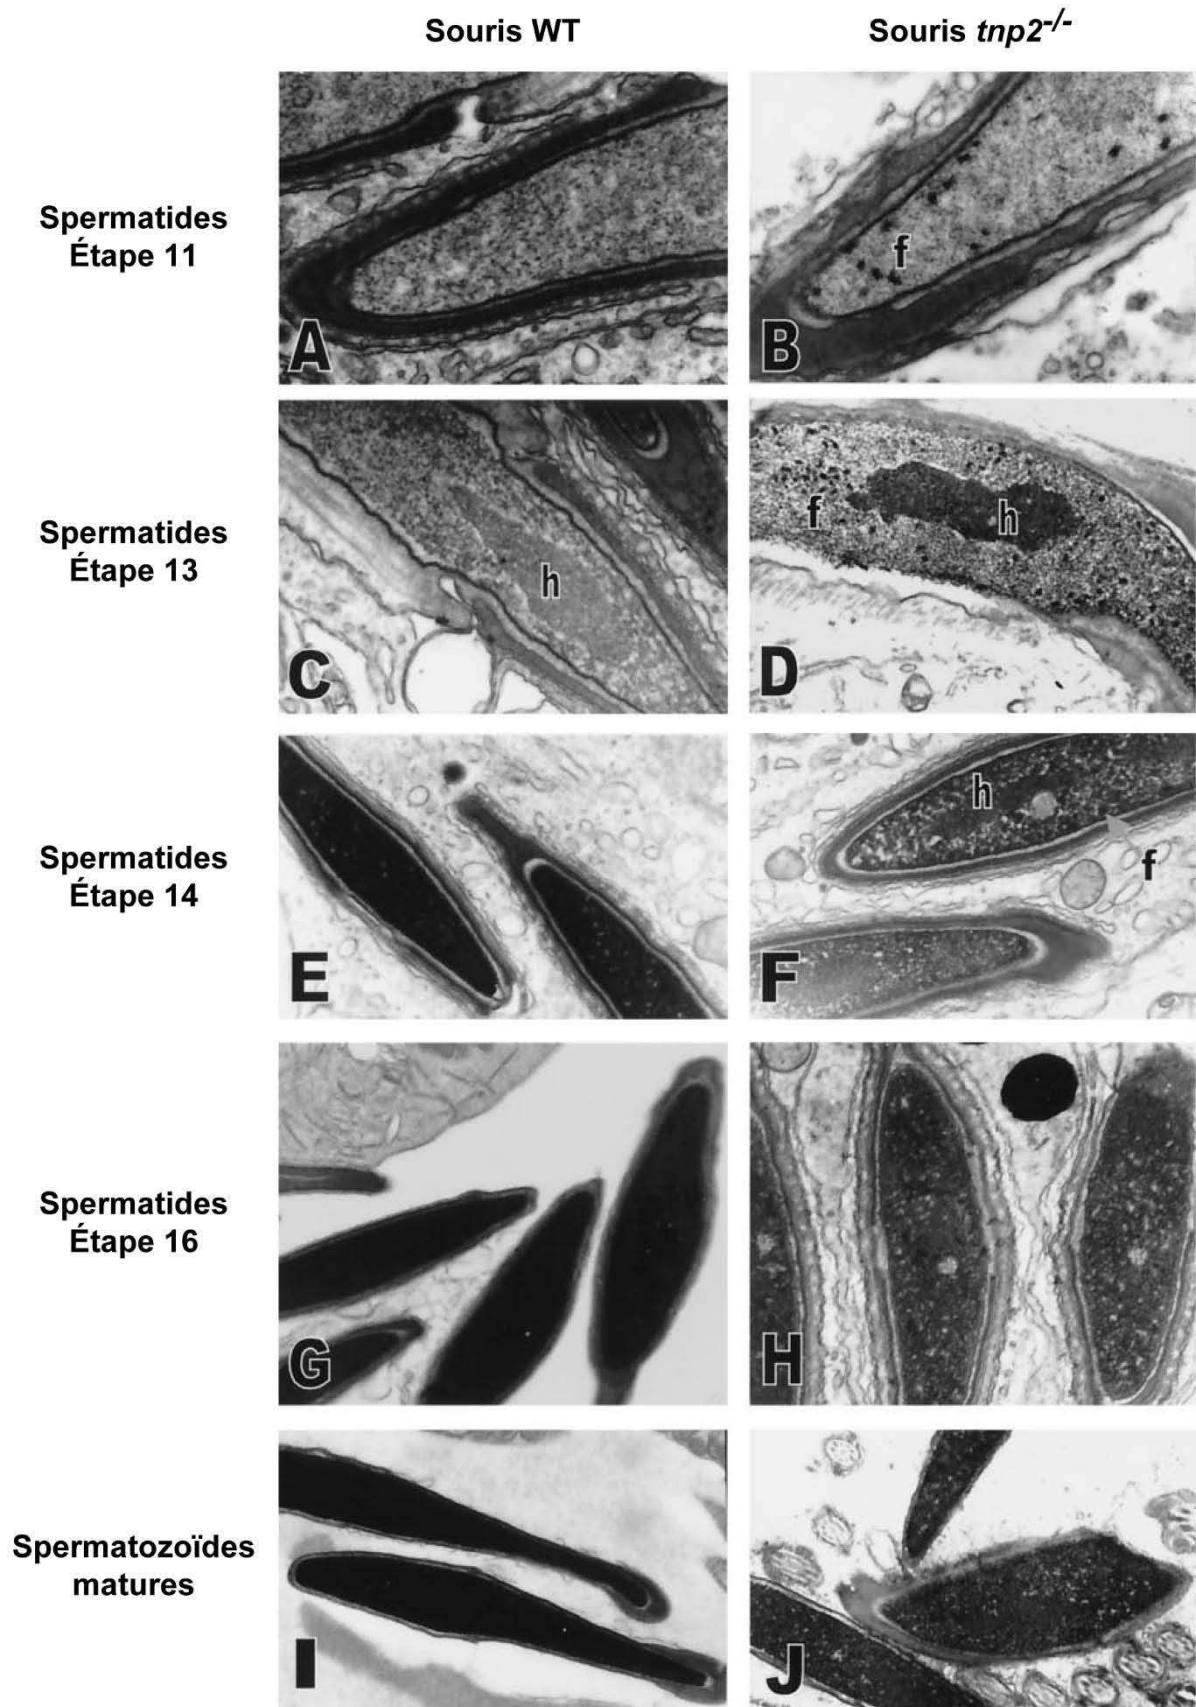 Souris WT
Souris tnp2-/-
Spermatides
Étape 11
A
B
f
Spermatides
Étape 13
C
h
D
f
h
Spermatides
Étape 14
E
F
h
f
Spermatides
Étape 16
G
H
Spermatozoïdes
matures
I
J